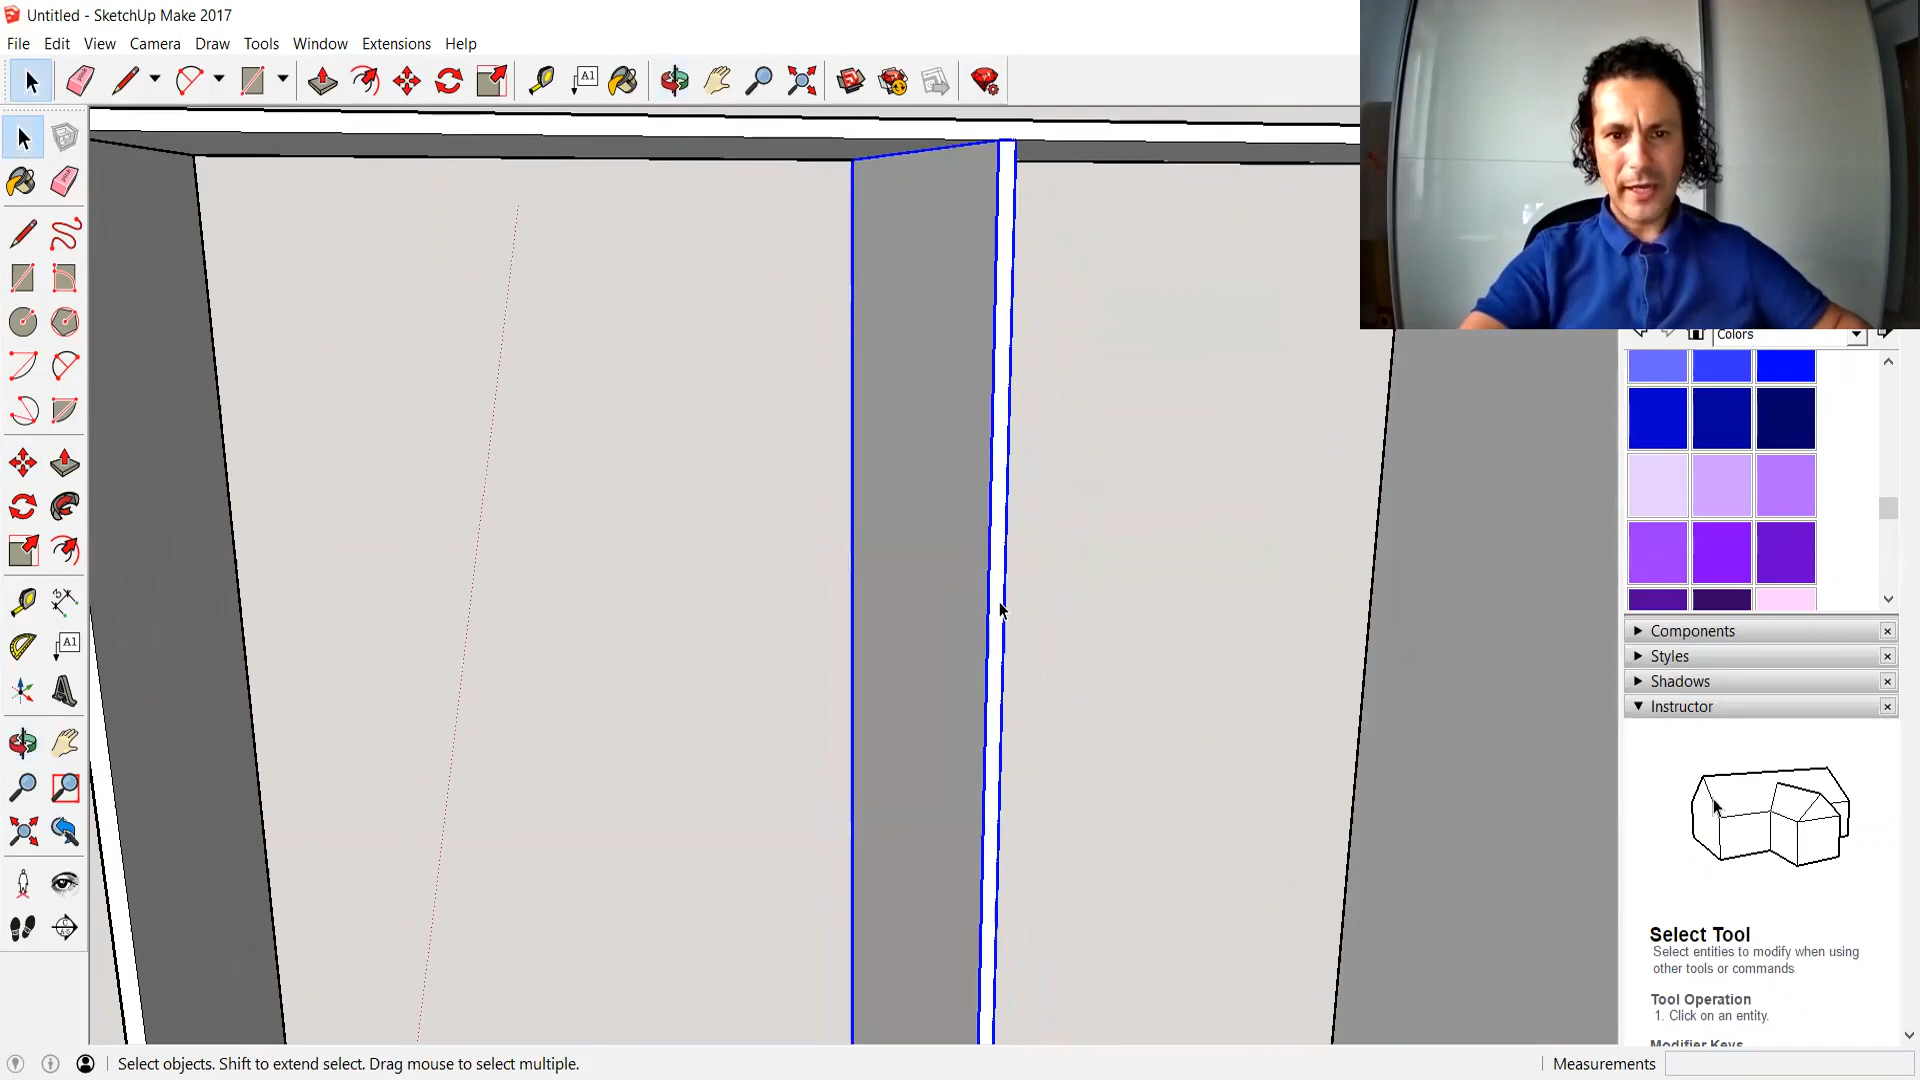 Untitled - SketchUp Make 2017
File Edit View Camera Draw Tools Window Extensions Help
A1
Colors
A1
Components
Styles
Shadows
Instructor
Select Tool
Select entities to modify when using
other tools or commands.
Tool Operation
1. Click on an entity.
Modifier Keys
Select objects. Shift to extend select. Drag mouse to select multiple.
Measurements